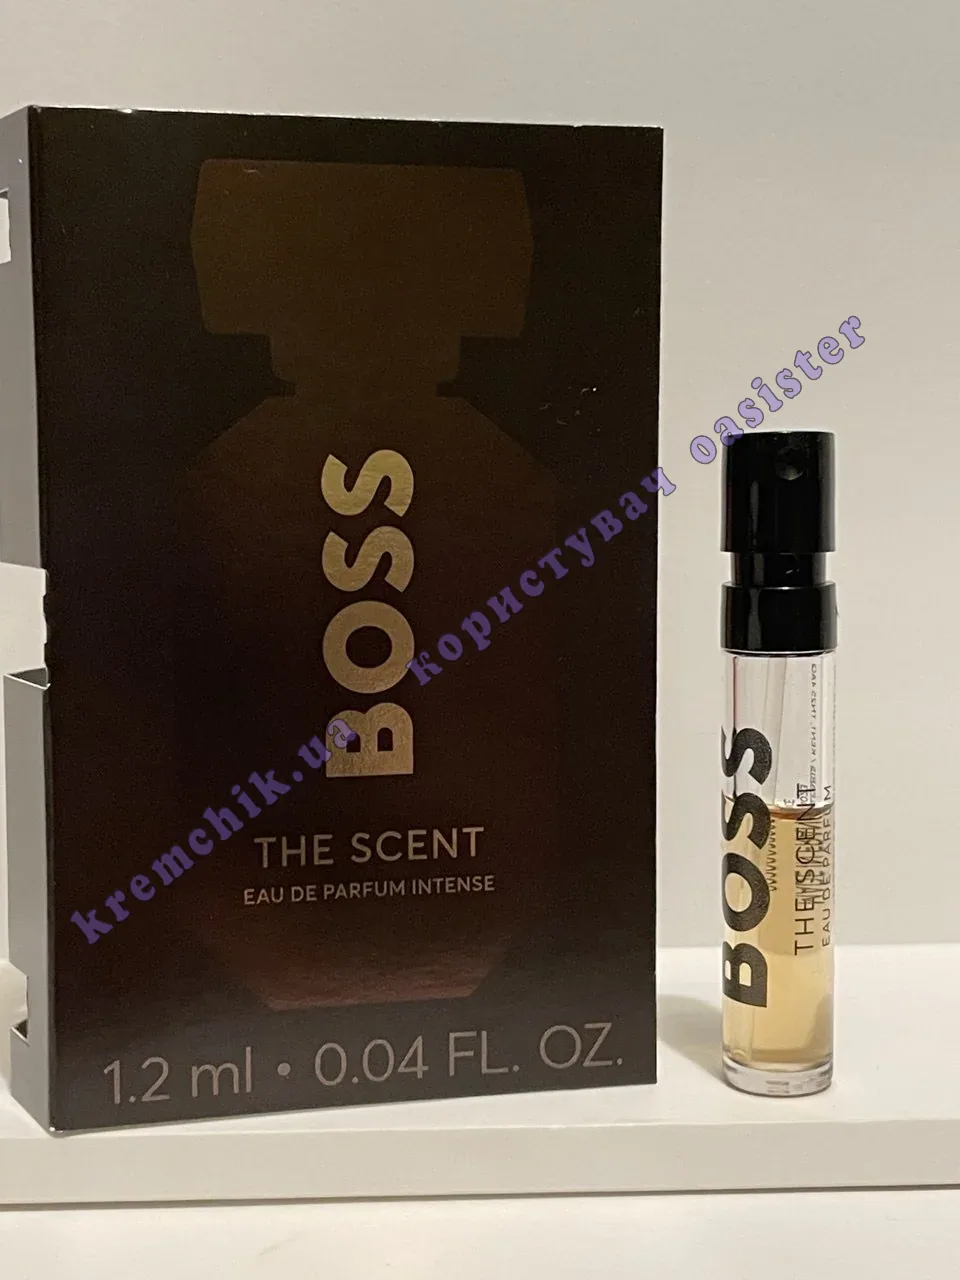 BOSS
THE SCENT
EAU DE PARFUM INTENSE
1.2 ml • 0.04 FL. OZ.
BOSS
THE SCENT
EAU DE PARFUM
kremchik.ua користувач oasister